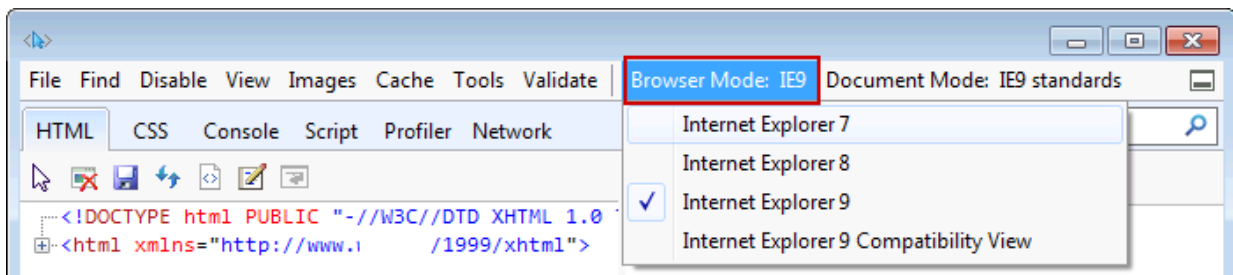 File Find Disable View Images Cache Tools Validate Browser Mode: IE9 Document Mode: IE9 standards
HTML CSS Console Script Profiler Network
Internet Explorer 7
Internet Explorer 8
Internet Explorer 9
Internet Explorer 9 Compatibility View
<!DOCTYPE html PUBLIC "-//W3C//DTD XHTML 1.0
<html xmlns="http://www. /1999/xhtml">